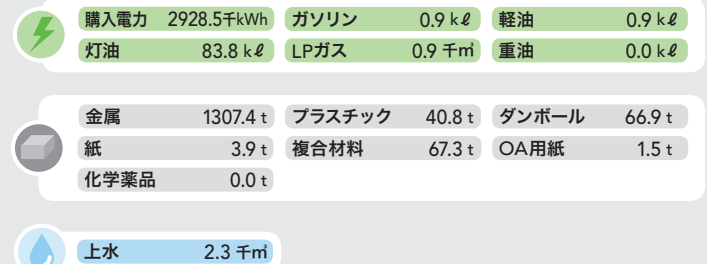 購入電力 2928.5千kWh ガソリン 0.9 kℓ 軽油 0.9 kℓ
灯油 83.8 kℓ LPガス 0.9 千㎥ 重油 0.0 kℓ
金属 1307.4 t プラスチック 40.8 t ダンボール 66.9 t
紙 3.9 t 複合材料 67.3 t OA用紙 1.5 t
化学薬品 0.0 t
上水 2.3 千㎥